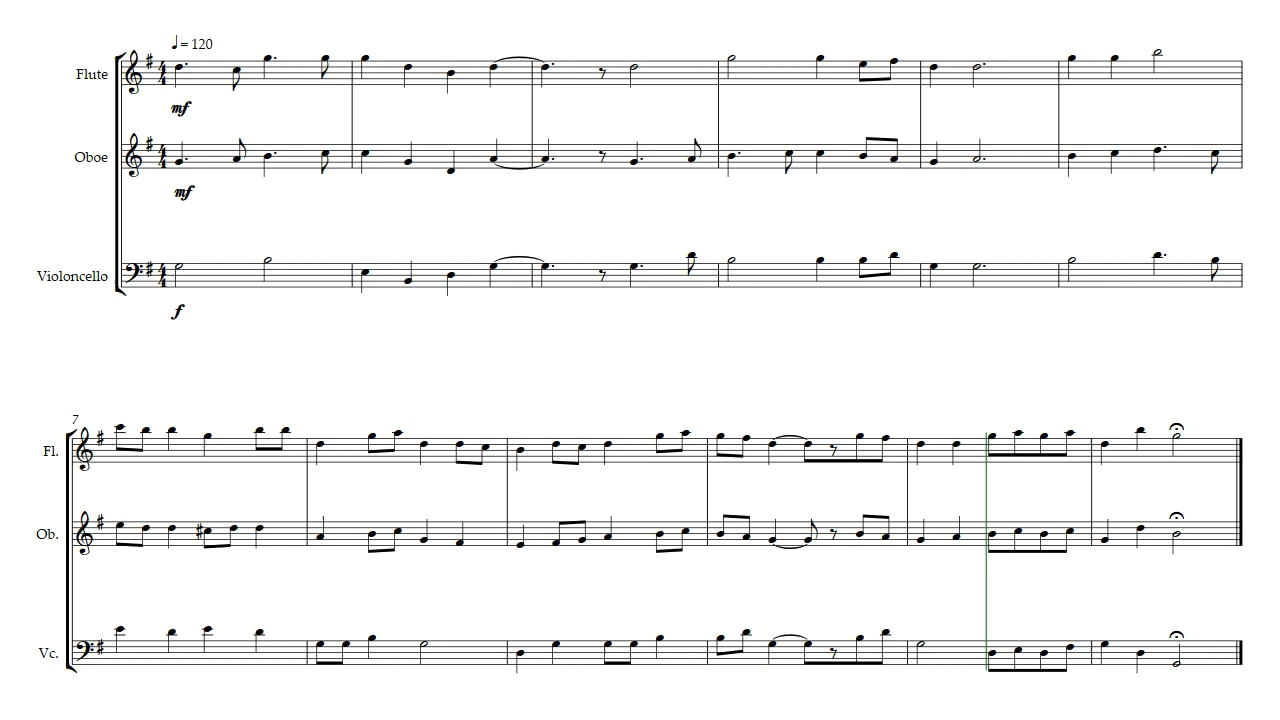 ♩ = 120
Flute
mf
Oboe
mf
Violoncello
f
7
Fl.
Ob.
Vc.